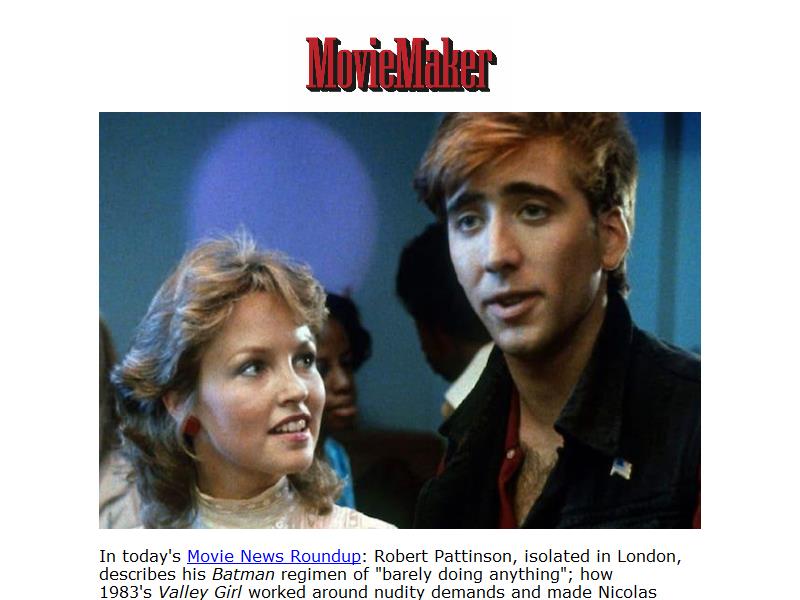 MovieMaker
In today's Movie News Roundup: Robert Pattinson, isolated in London,
describes his Batman regimen of "barely doing anything"; how
1983's Valley Girl worked around nudity demands and made Nicolas